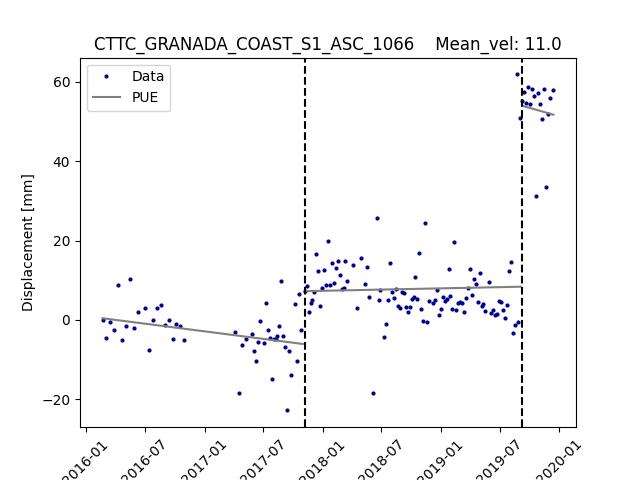 CTTC_GRANADA_COAST_S1_ASC_1066 Mean_vel: 11.0
Data
PUE
60
40
20
0
−20
Displacement [mm]
2016-01 2016-07 2017-01 2017-07 2018-01 2018-07 2019-01 2019-07 2020-01